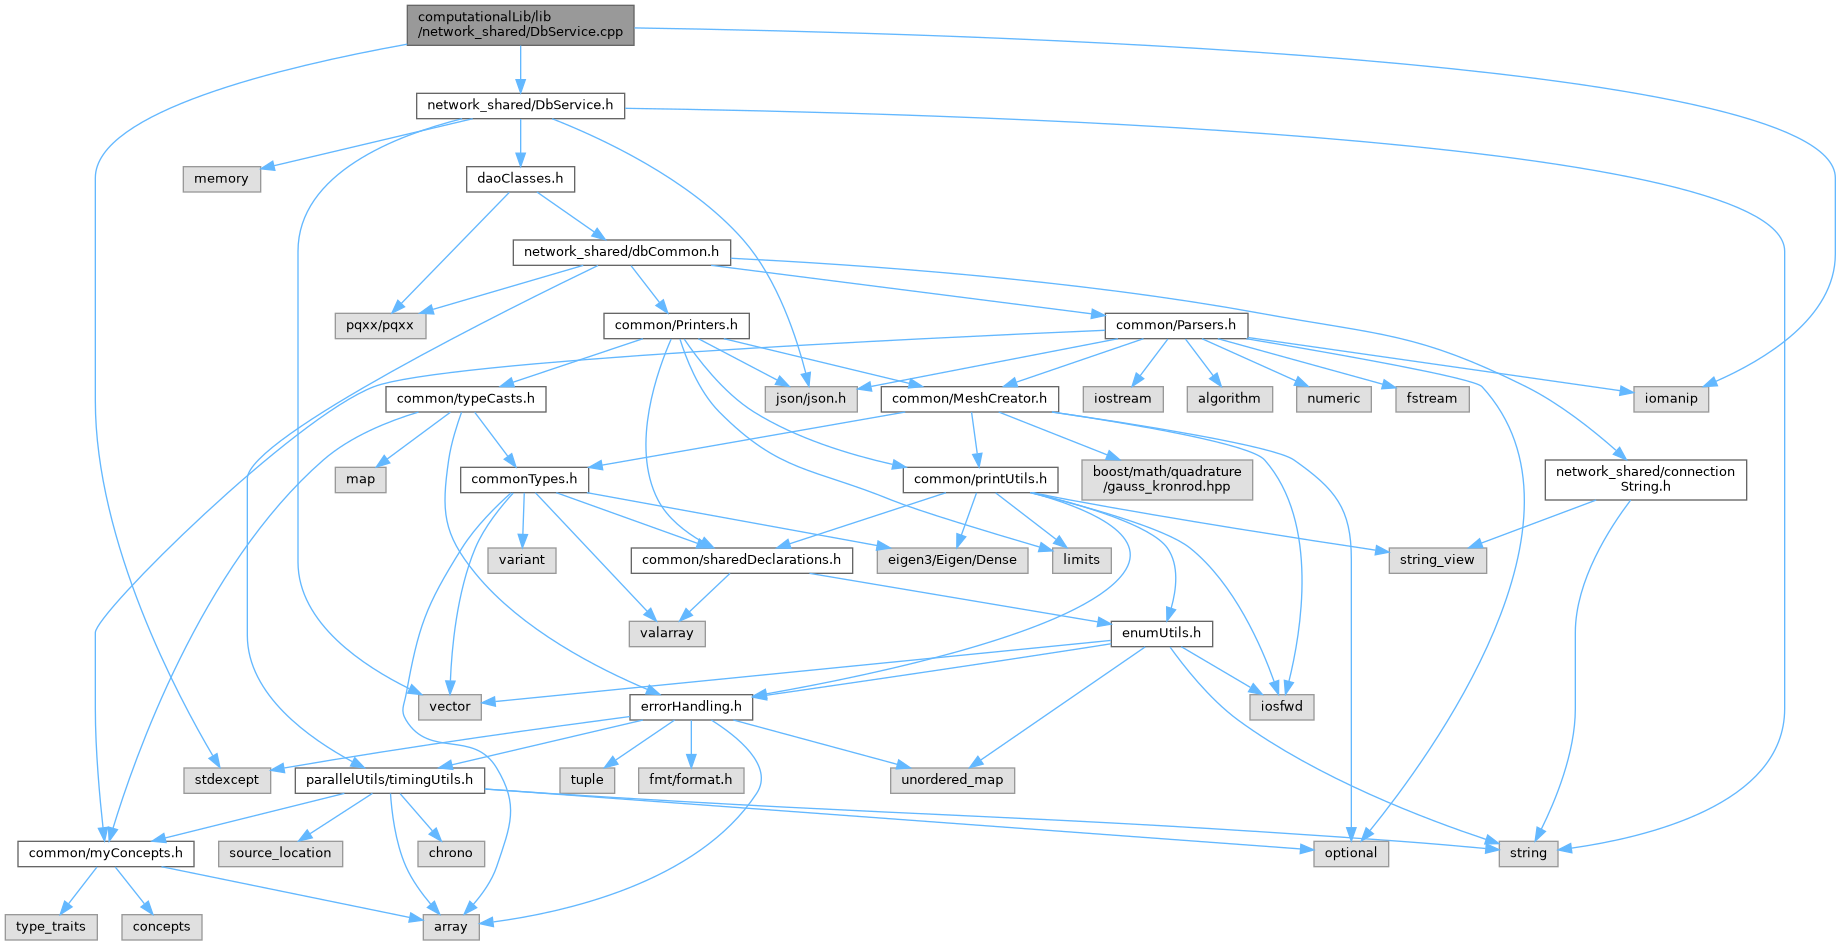 computationalLib/lib
/network_shared/DbService.cpp
network_shared/DbService.h
memory
daoClasses.h
network_shared/dbCommon.h
pqxx/pqxx
common/Printers.h
common/Parsers.h
common/typeCasts.h
json/json.h
common/MeshCreator.h
iostream
algorithm
numeric
fstream
iomanip
map
commonTypes.h
common/printUtils.h
boost/math/quadrature
/gauss_kronrod.hpp
network_shared/connection
String.h
variant
common/sharedDeclarations.h
eigen3/Eigen/Dense
limits
string_view
valarray
enumUtils.h
vector
errorHandling.h
iosfwd
stdexcept
parallelUtils/timingUtils.h
tuple
fmt/format.h
unordered_map
common/myConcepts.h
source_location
chrono
optional
string
type_traits
concepts
array